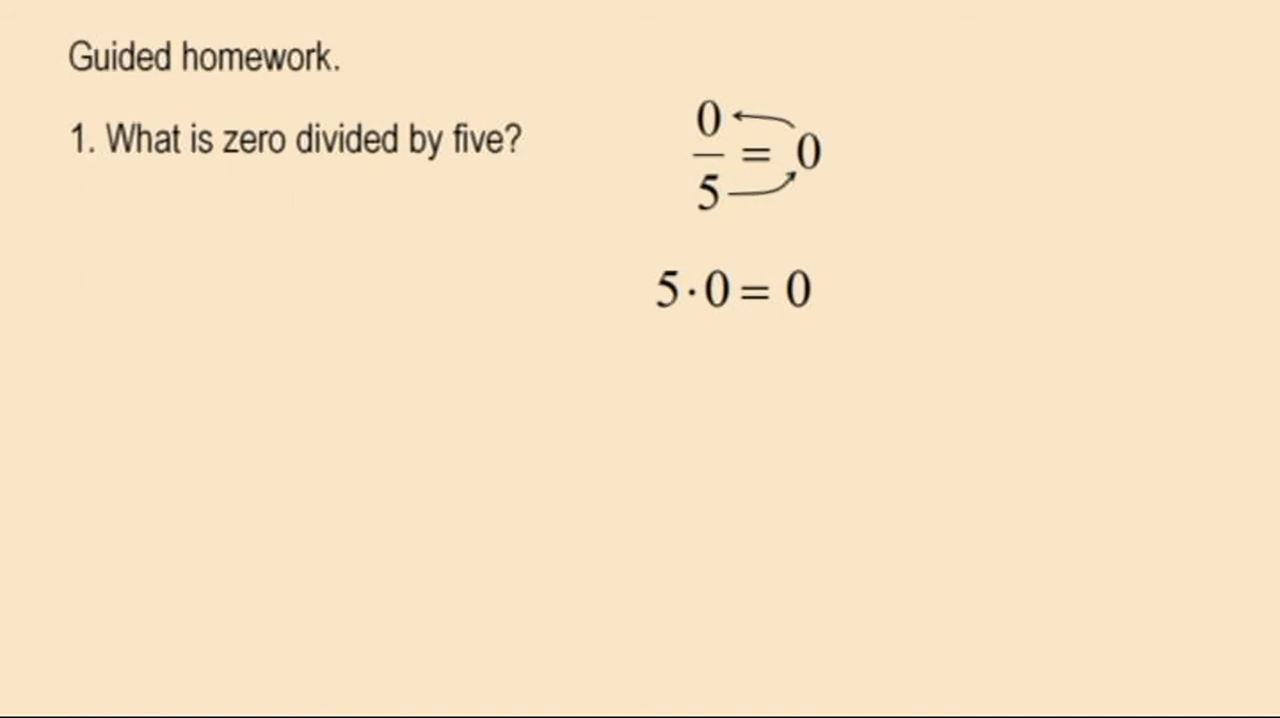 Guided homework.
1. What is zero divided by five?
0
— = 0
5
5·0 = 0